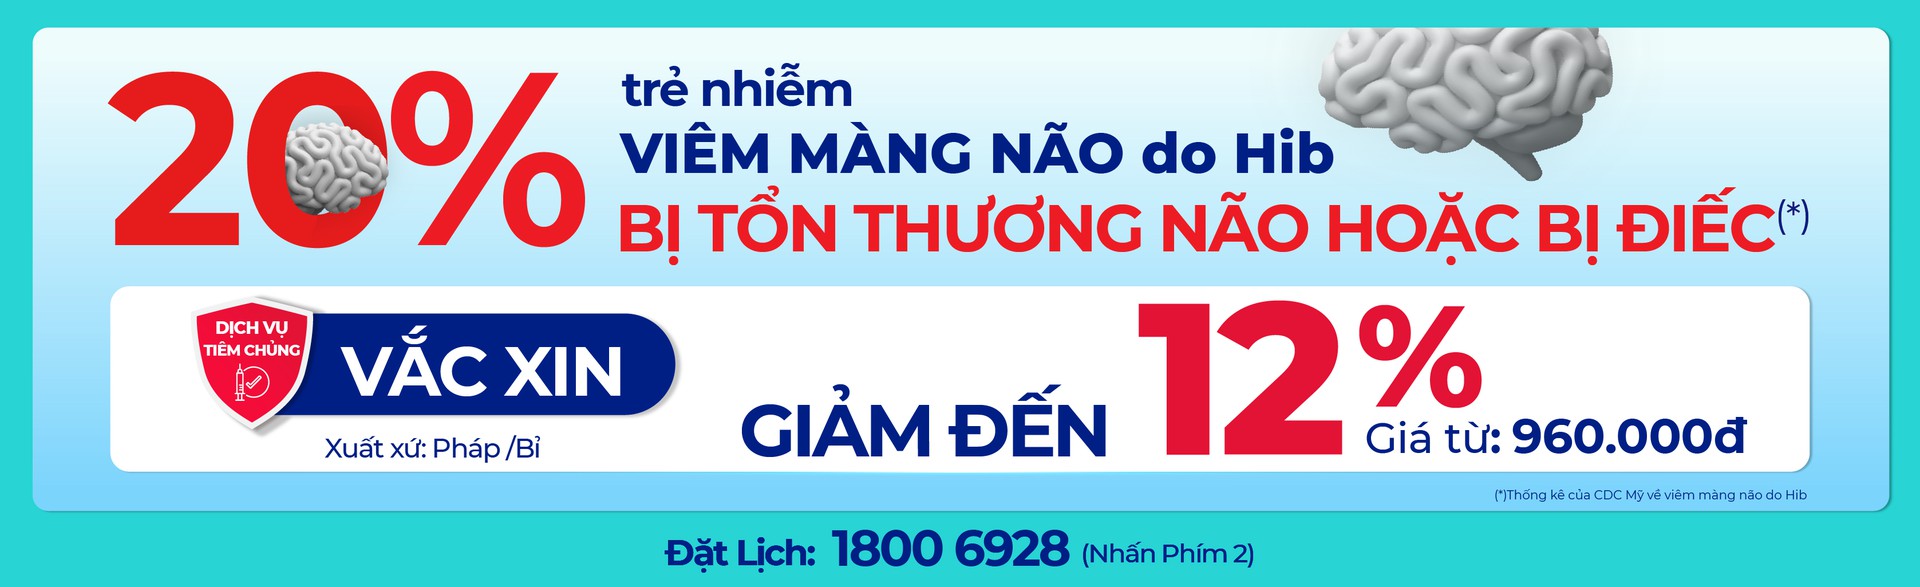 20%
trẻ nhiễm
VIÊM MÀNG NÃO do Hib
BỊ TỔN THƯƠNG NÃO HOẶC BỊ ĐIẾC(*)
DỊCH VỤ
TIÊM CHỦNG
VẮC XIN
Xuất xứ: Pháp /Bỉ
GIẢM ĐẾN 12%
Giá từ: 960.000đ
(*)Thống kê của CDC Mỹ về viêm màng não do Hib
Đặt Lịch: 1800 6928 (Nhấn Phím 2)